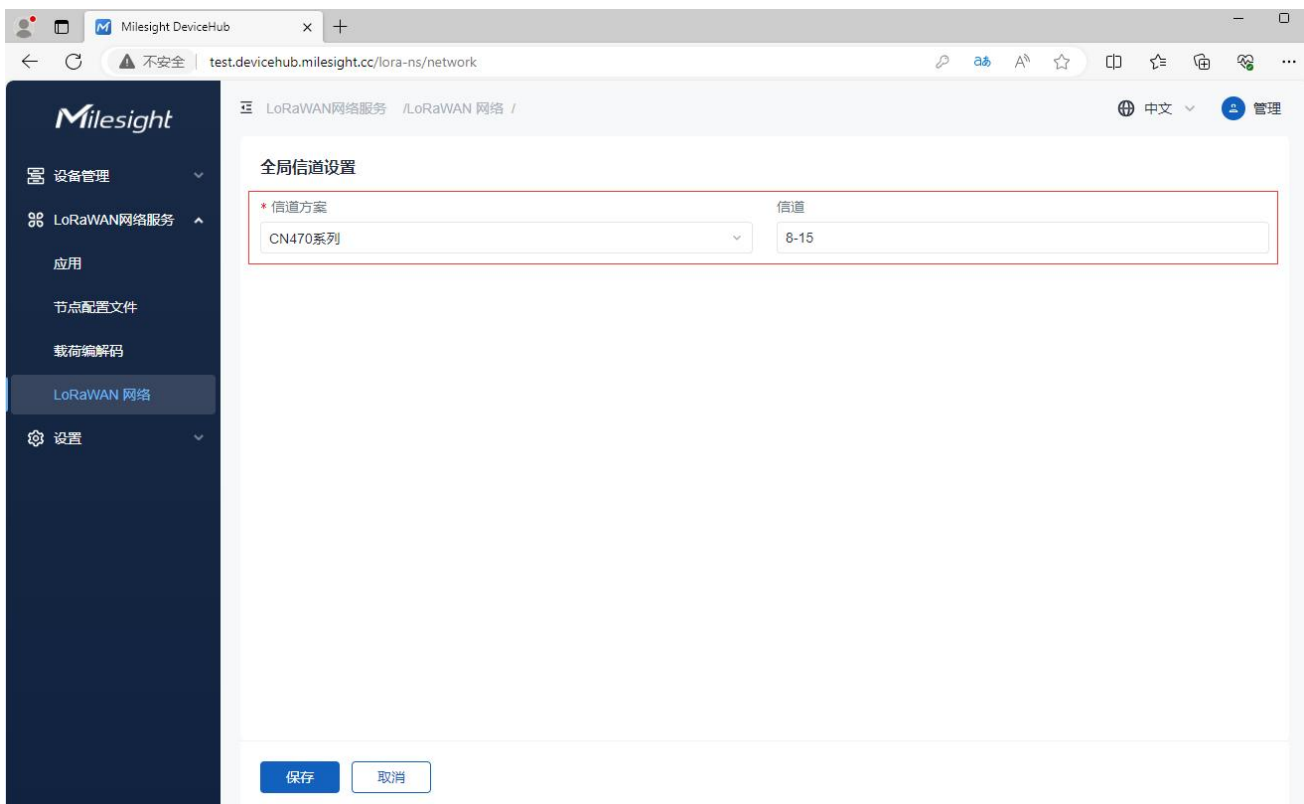 Milesight DeviceHub
不安全 test.devicehub.milesight.cc/lora-ns/network
Milesight
LoRaWAN网络服务 /LoRaWAN 网络 /
中文 管理
设备管理
LoRaWAN网络服务
应用
节点配置文件
载荷编解码
LoRaWAN 网络
设置
全局信道设置
* 信道方案 信道
CN470系列 8-15
保存 取消